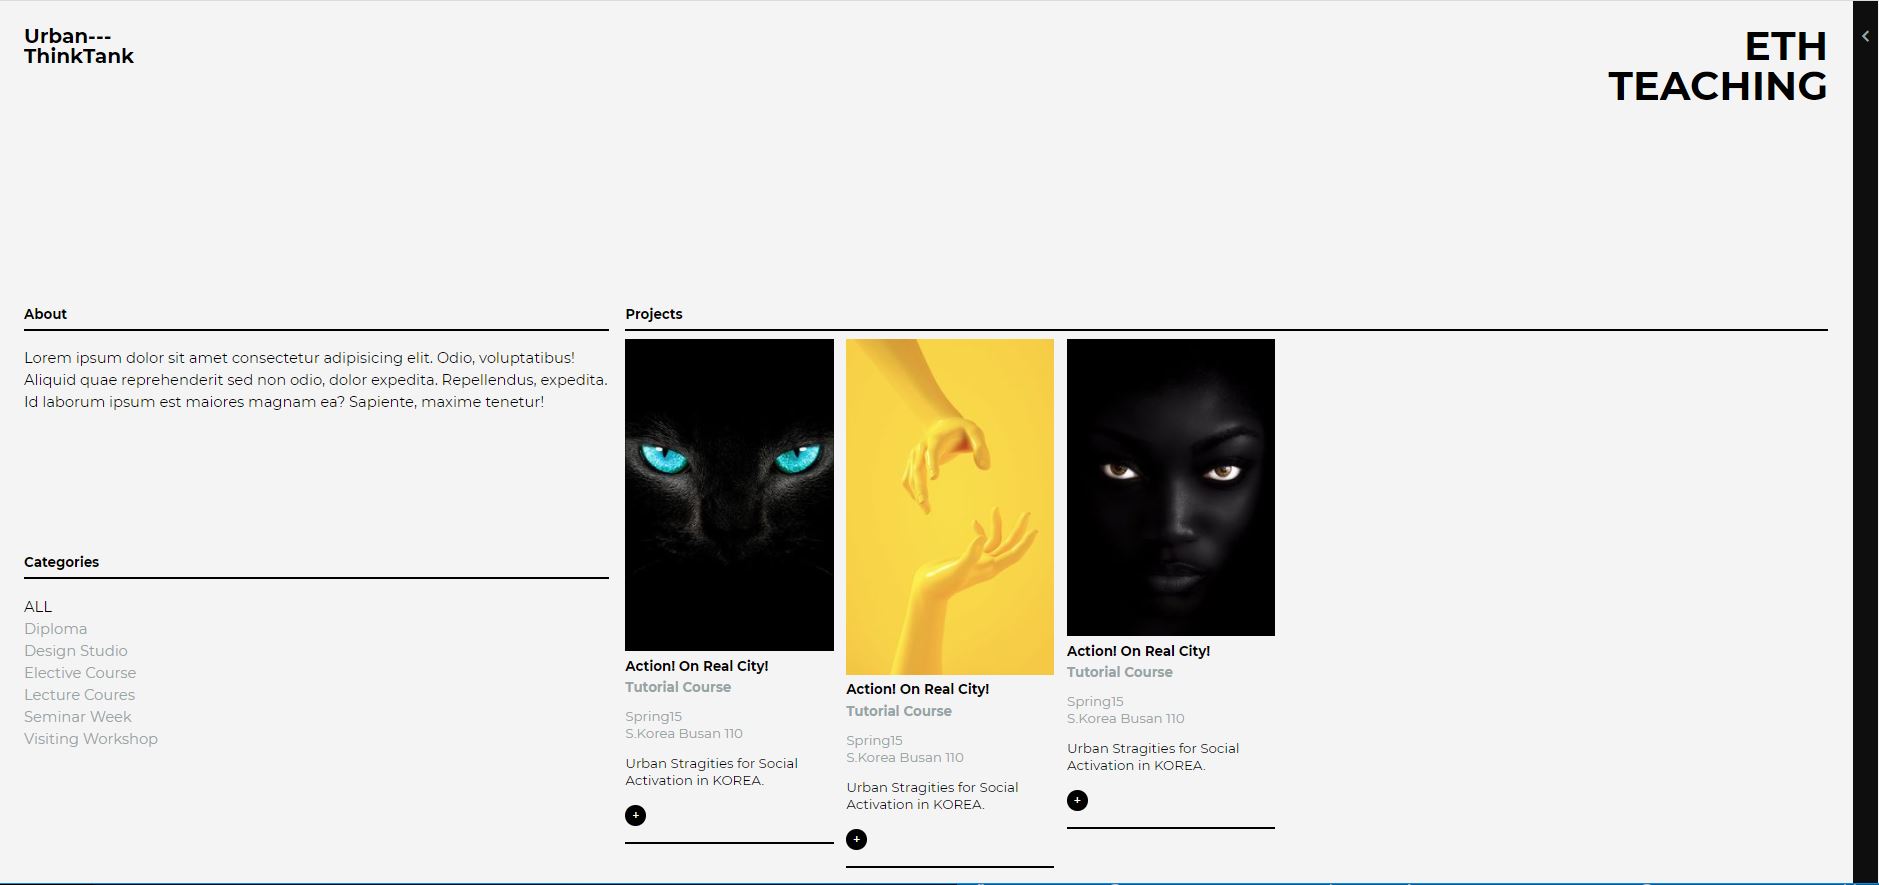 Urban---
ThinkTank
ETH
TEACHING
About
Lorem ipsum dolor sit amet consectetur adipisicing elit. Odio, voluptatibus!
Aliquid quae reprehenderit sed non odio, dolor expedita. Repellendus, expedita.
Id laborum ipsum est maiores magnam ea? Sapiente, maxime tenetur!
Categories
ALL
Diploma
Design Studio
Elective Course
Lecture Coures
Seminar Week
Visiting Workshop
Projects
Action! On Real City!
Tutorial Course
Spring15
S.Korea Busan 110
Urban Stragities for Social
Activation in KOREA.
+
Action! On Real City!
Tutorial Course
Spring15
S.Korea Busan 110
Urban Stragities for Social
Activation in KOREA.
+
Action! On Real City!
Tutorial Course
Spring15
S.Korea Busan 110
Urban Stragities for Social
Activation in KOREA.
+